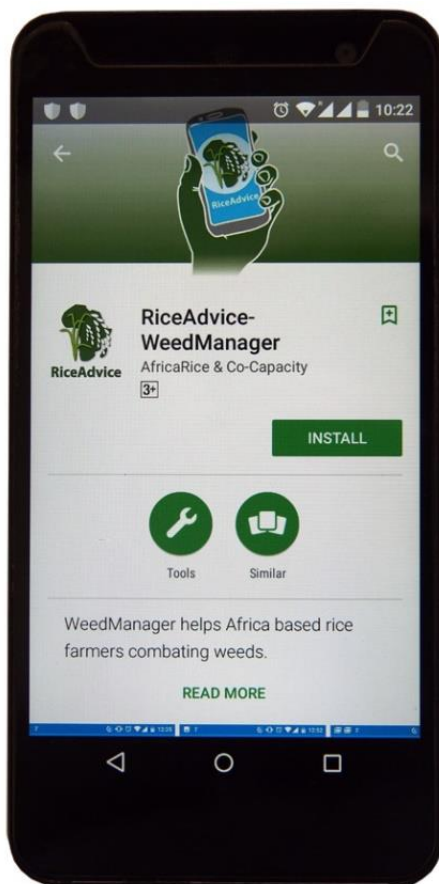 10:22
RiceAdvice
RiceAdvice-
WeedManager
AfricaRice & Co-Capacity
3+
RiceAdvice
INSTALL
Tools
Similar
WeedManager helps Africa based rice
farmers combating weeds.
READ MORE